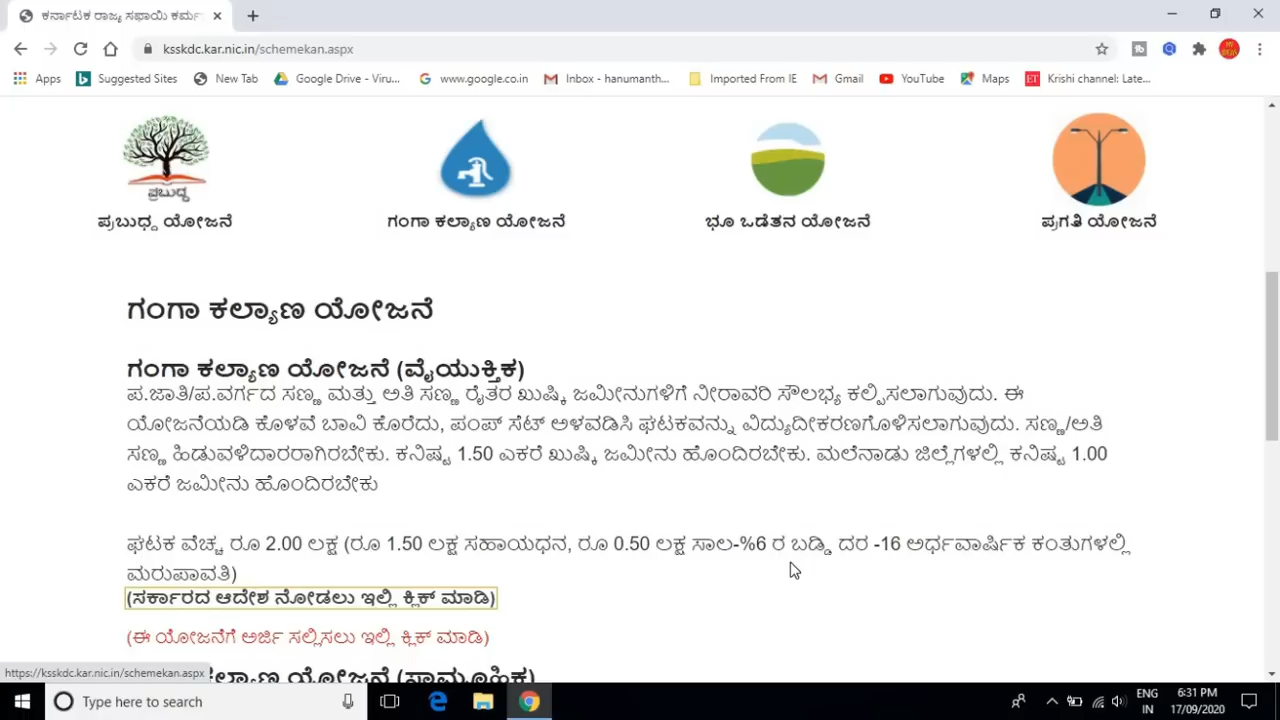 ಕರ್ನಾಟಕ ರಾಜ್ಯ ಸಫಾಯಿ ಕರ್ಮ
ksskdc.kar.nic.in/schemekan.aspx
Apps Suggested Sites New Tab Google Drive - Viru... www.google.co.in Inbox - hanumanth... Imported From IE Gmail YouTube Maps Krishi channel: Late...
ಪ್ರಬುದ್ಧ
ಪ್ರಬುಧ್ಧ ಯೋಜನೆ ಗಂಗಾ ಕಲ್ಯಾಣ ಯೋಜನೆ ಭೂ ಒಡೆತನ ಯೋಜನೆ ಪ್ರಗತಿ ಯೋಜನೆ
ಗಂಗಾ ಕಲ್ಯಾಣ ಯೋಜನೆ
ಗಂಗಾ ಕಲ್ಯಾಣ ಯೋಜನೆ (ವೈಯುಕ್ತಿಕ)
ಪ.ಜಾತಿ/ಪ.ವರ್ಗದ ಸಣ್ಣ ಮತ್ತು ಅತಿ ಸಣ್ಣ ರೈತರ ಖುಷ್ಕಿ ಜಮೀನುಗಳಿಗೆ ನೀರಾವರಿ ಸೌಲಭ್ಯ ಕಲ್ಪಿಸಲಾಗುವುದು. ಈ
ಯೋಜನೆಯಡಿ ಕೊಳವೆ ಬಾವಿ ಕೊರೆದು, ಪಂಪ್ ಸೆಟ್ ಅಳವಡಿಸಿ ಘಟಕವನ್ನು ವಿದ್ಯುದೀಕರಣಗೊಳಿಸಲಾಗುವುದು. ಸಣ್ಣ/ಅತಿ
ಸಣ್ಣ ಹಿಡುವಳಿದಾರರಾಗಿರಬೇಕು. ಕನಿಷ್ಟ 1.50 ಎಕರೆ ಖುಷ್ಕಿ ಜಮೀನು ಹೊಂದಿರಬೇಕು. ಮಲೆನಾಡು ಜಿಲ್ಲೆಗಳಲ್ಲಿ ಕನಿಷ್ಟ 1.00
ಎಕರೆ ಜಮೀನು ಹೊಂದಿರಬೇಕು
ಘಟಕ ವೆಚ್ಚ ರೂ 2.00 ಲಕ್ಷ (ರೂ 1.50 ಲಕ್ಷ ಸಹಾಯಧನ, ರೂ 0.50 ಲಕ್ಷ ಸಾಲ-%6 ರ ಬಡ್ಡಿ ದರ -16 ಅರ್ಧವಾರ್ಷಿಕ ಕಂತುಗಳಲ್ಲಿ
ಮರುಪಾವತಿ)
(ಸರ್ಕಾರದ ಆದೇಶ ನೋಡಲು ಇಲ್ಲಿ ಕ್ಲಿಕ್ ಮಾಡಿ)
(ಈ ಯೋಜನೆಗೆ ಅರ್ಜಿ ಸಲ್ಲಿಸಲು ಇಲ್ಲಿ ಕ್ಲಿಕ್ ಮಾಡಿ)
ಕಲ್ಯಾಣ ಯೋಜನೆ (ಸಾಮೂಹಿಕ)
https://ksskdc.kar.nic.in/schemekan.aspx
Type here to search
ENG 6:31 PM
IN 17/09/2020